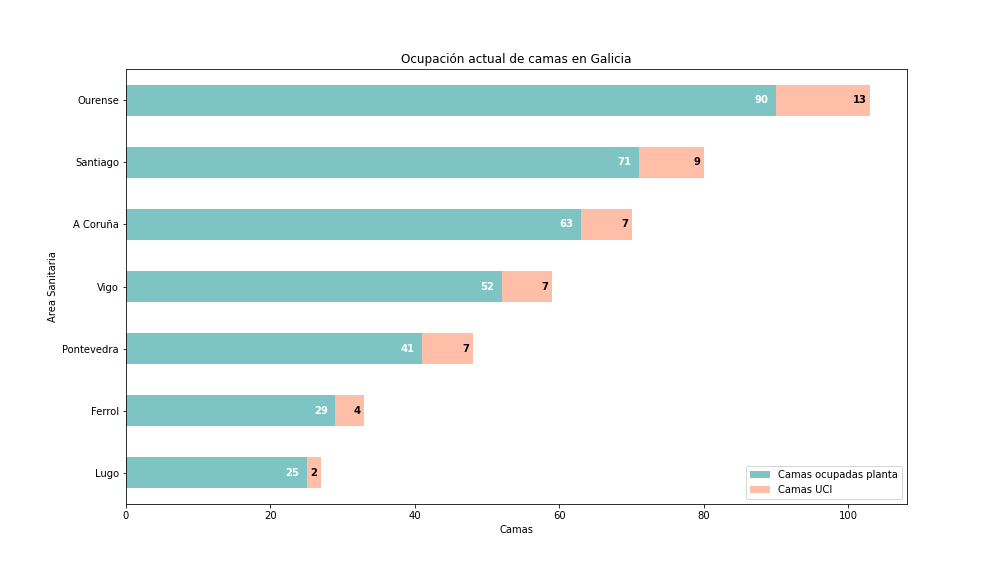 Ocupación actual de camas en Galicia
Area Sanitaria
Ourense 90 13
Santiago 71 9
A Coruña 63 7
Vigo 52 7
Pontevedra 41 7
Ferrol 29 4
Lugo 25 2
Camas ocupadas planta
Camas UCI
0 20 40 60 80 100
Camas